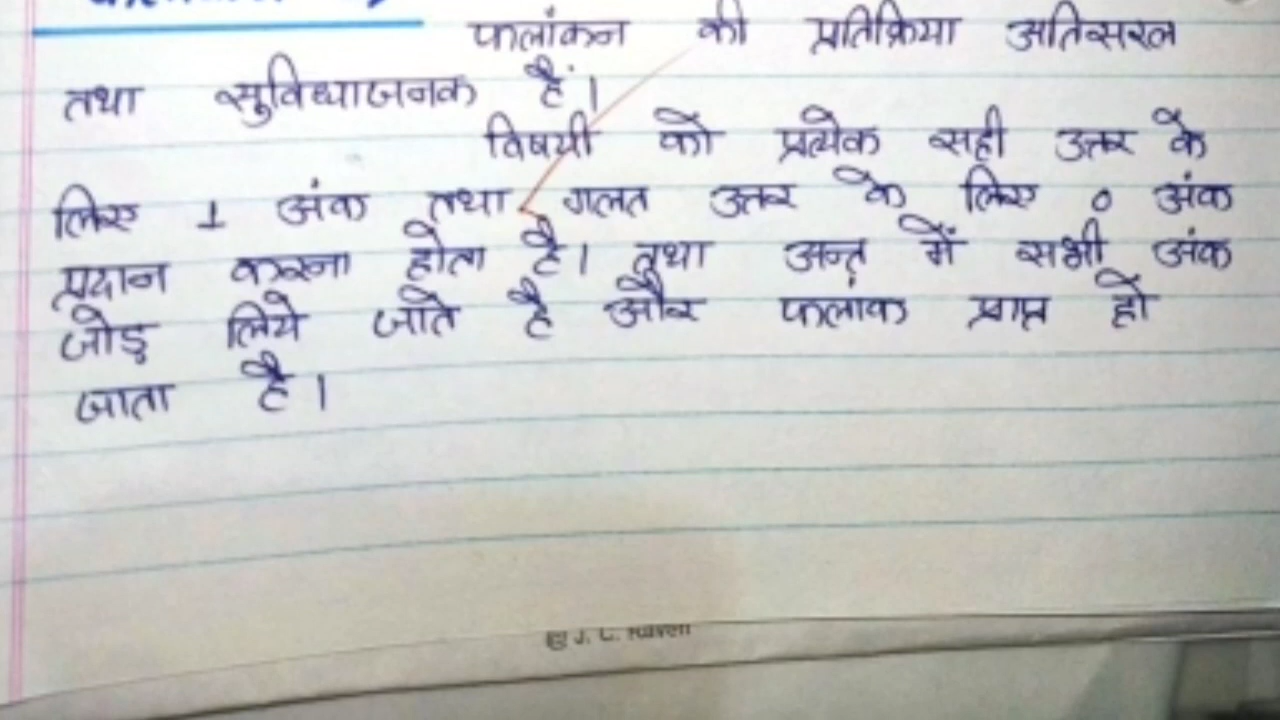 फलांकन की प्रतिक्रिया अतिसरल
तथा सुविधाजनक हैं।
विषयी को प्रत्येक सही उत्तर के
लिए 1 अंक तथा गलत उत्तर के लिए 0 अंक
प्रदान करना होता है। तथा अन्त में सभी अंक
जोड़ लिये जाते है और फलांक प्राप्त हो
जाता है।